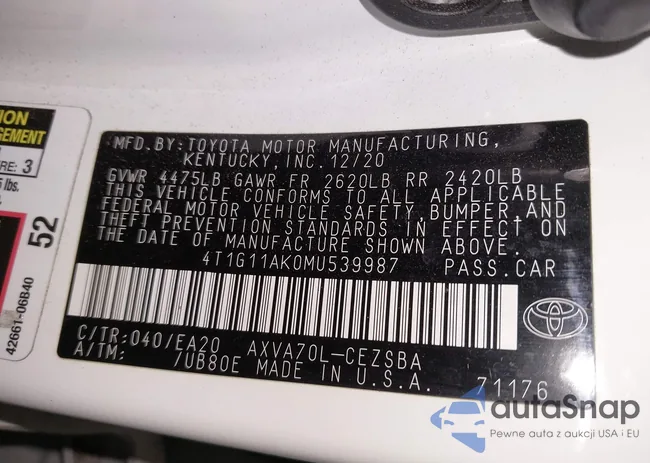 ION
GEMENT
RE: 3
lbs.
52
42661-06B40
MFD.BY: TOYOTA MOTOR MANUFACTURING,
KENTUCKY, INC. 12/20
GVWR 4475LB GAWR FR 2620LB RR 2420LB
THIS VEHICLE CONFORMS TO ALL APPLICABLE
FEDERAL MOTOR VEHICLE SAFETY, BUMPER, AND
THEFT PREVENTION STANDARDS IN EFFECT ON
THE DATE OF MANUFACTURE SHOWN ABOVE.
4T1G11AK0MU539987 PASS.CAR
C/TR: 040/EA20 AXVA70L-CEZSBA
A/TM: /UB80E MADE IN U.S.A. 71176
autaSnap
Pewne auta z aukcji USA i EU